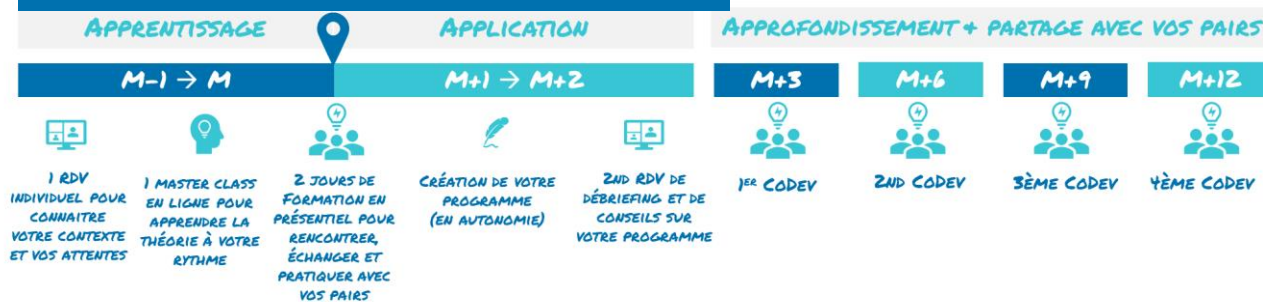 APPRENTISSAGE
APPLICATION
APPROFONDISSEMENT + PARTAGE AVEC VOS PAIRS
M-1 → M
M+1 → M+2
M+3
M+6
M+9
M+12
1 RDV
INDIVIDUEL POUR
CONNAITRE
VOTRE CONTEXTE
ET VOS ATTENTES
1 MASTER CLASS
EN LIGNE POUR
APPRENDRE LA
THÉORIE À VOTRE
RYTHME
2 JOURS DE
FORMATION EN
PRÉSENTIEL POUR
RENCONTRER,
ÉCHANGER ET
PRATIQUER AVEC
VOS PAIRS
CRÉATION DE VOTRE
PROGRAMME
(EN AUTONOMIE)
2ND RDV DE
DÉBRIEFING ET DE
CONSEILS SUR
VOTRE PROGRAMME
1ER CODEV
2ND CODEV
3ÈME CODEV
4ÈME CODEV